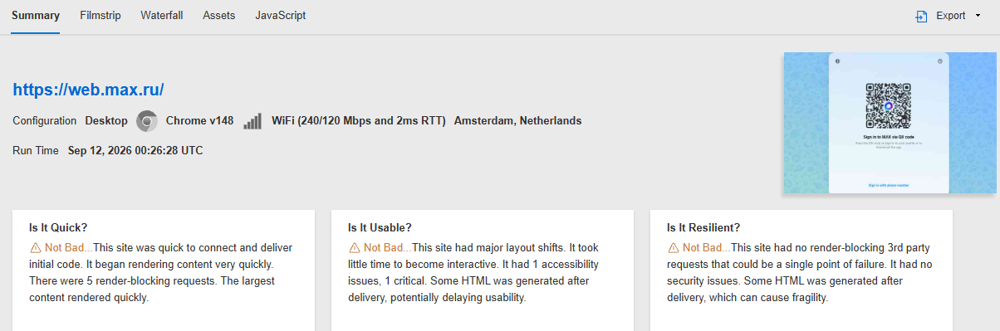 Summary Filmstrip Waterfall Assets JavaScript Export
https://web.max.ru/
Configuration Desktop Chrome v148 WiFi (240/120 Mbps and 2ms RTT) Amsterdam, Netherlands
Run Time Sep 12, 2026 00:26:28 UTC
Sign in to MAX via QR code
Sign in with phone number
Is It Quick?
Not Bad...This site was quick to connect and deliver
initial code. It began rendering content very quickly.
There were 5 render-blocking requests. The largest
content rendered quickly.
Is It Usable?
Not Bad...This site had major layout shifts. It took
little time to become interactive. It had 1 accessibility
issues, 1 critical. Some HTML was generated after
delivery, potentially delaying usability.
Is It Resilient?
Not Bad...This site had no render-blocking 3rd party
requests that could be a single point of failure. It had no
security issues. Some HTML was generated after
delivery, which can cause fragility.